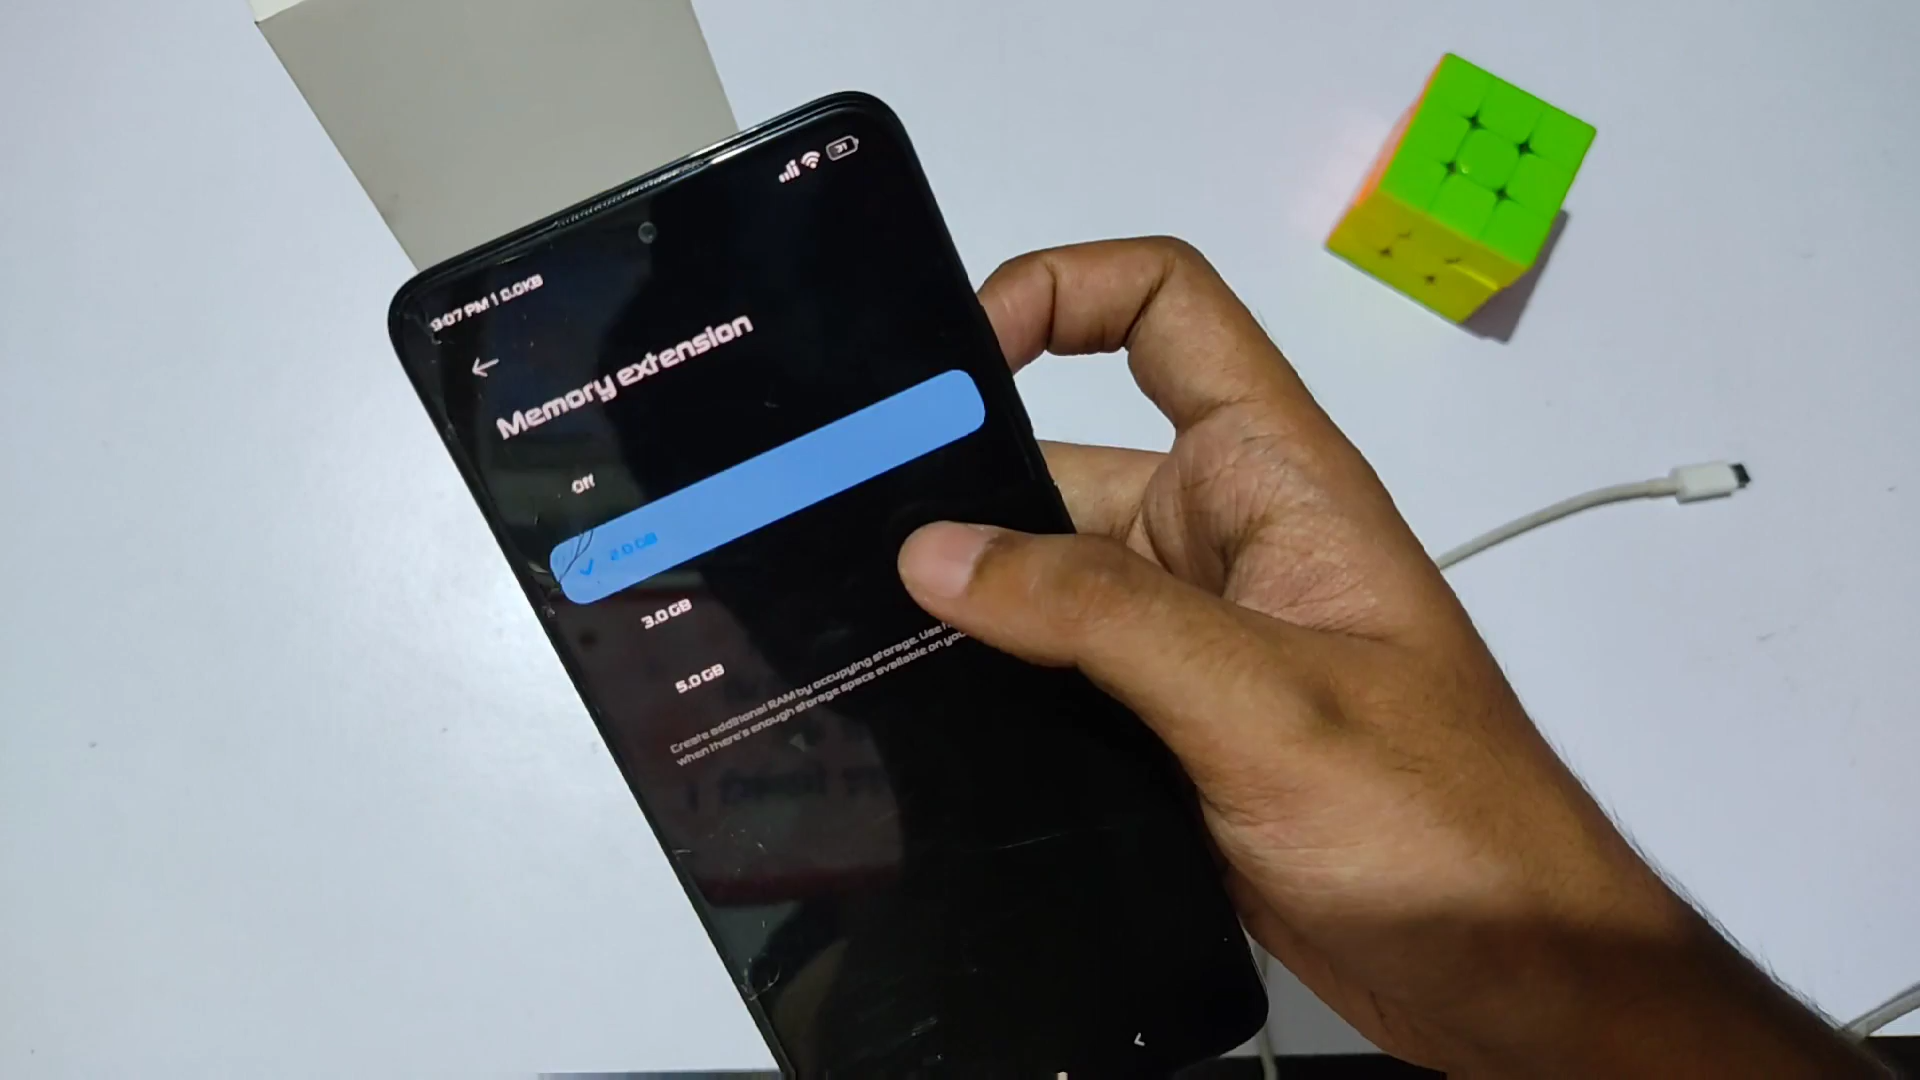 9:07 PM | 0.0KB
31
Memory extension
Off
2.0 GB
3.0 GB
5.0 GB
Create additional RAM by occupying storage. Use
when there's enough storage space available on